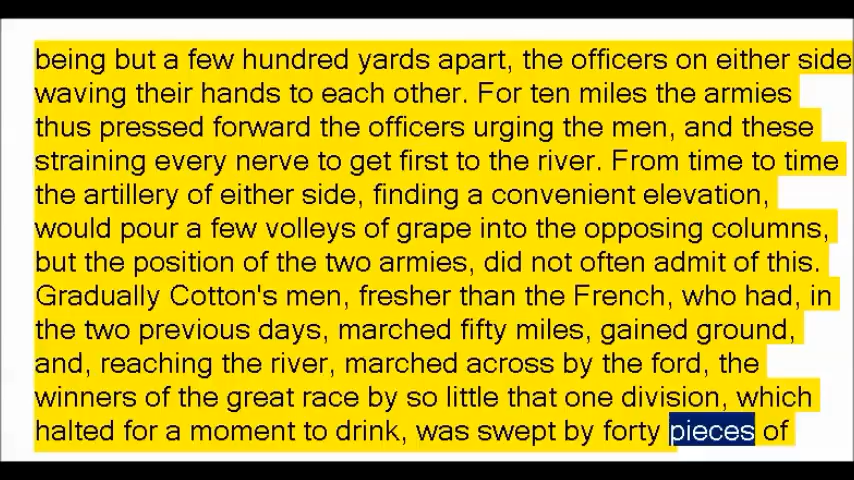 being but a few hundred yards apart, the officers on either side
waving their hands to each other. For ten miles the armies
thus pressed forward the officers urging the men, and these
straining every nerve to get first to the river. From time to time
the artillery of either side, finding a convenient elevation,
would pour a few volleys of grape into the opposing columns,
but the position of the two armies, did not often admit of this.
Gradually Cotton's men, fresher than the French, who had, in
the two previous days, marched fifty miles, gained ground,
and, reaching the river, marched across by the ford, the
winners of the great race by so little that one division, which
halted for a moment to drink, was swept by forty pieces of